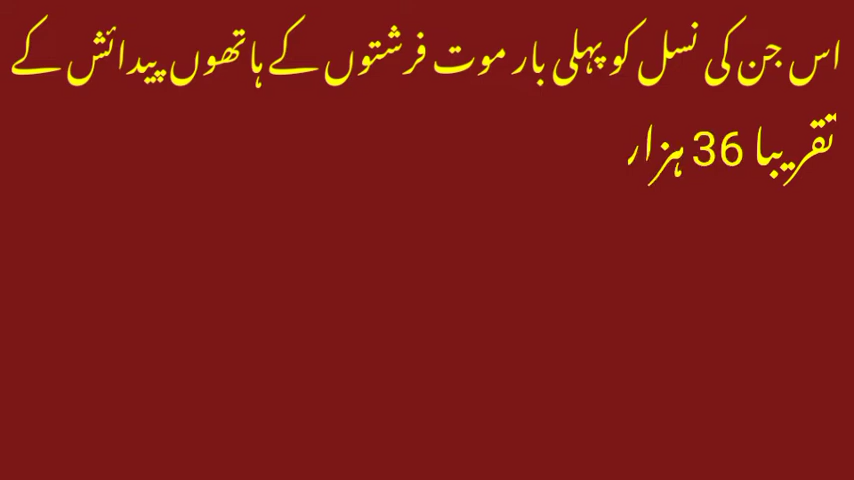 اس جن کی نسل کو پہلی بار موت فرشتوں کے ہاتھوں پیدائش کے
تقریبا 36 ہزار